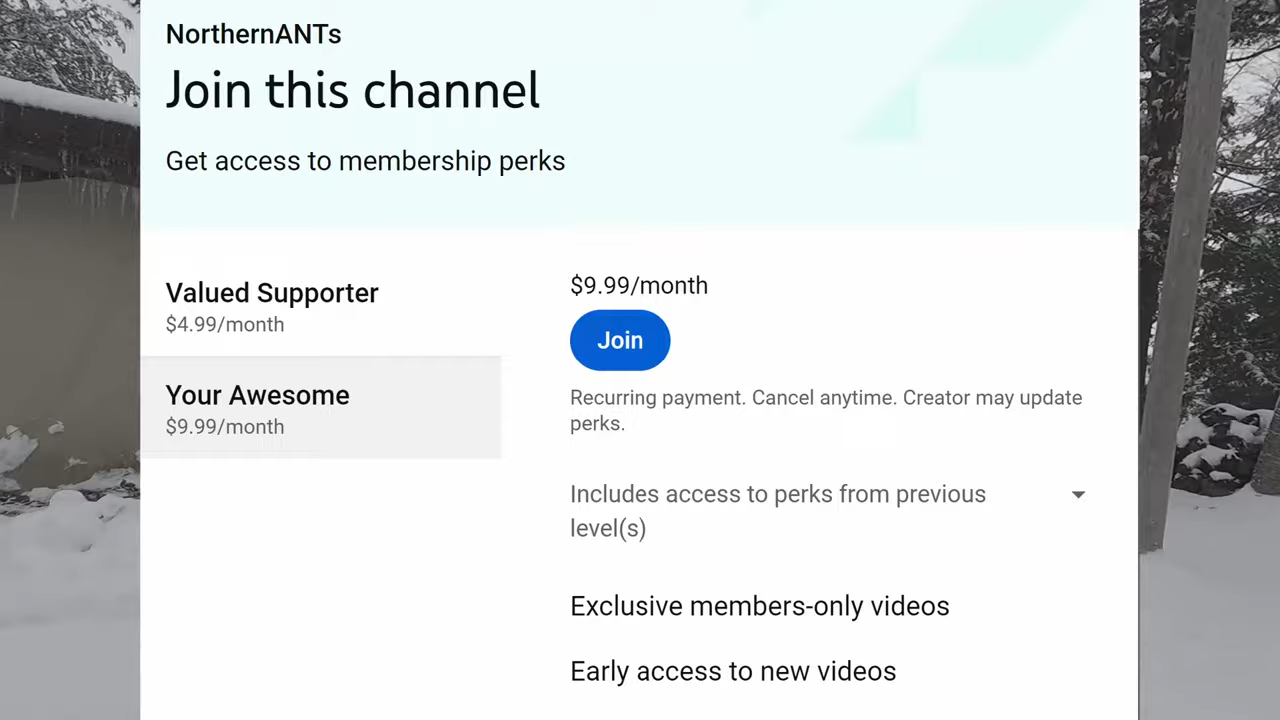 NorthernANTs
Join this channel
Get access to membership perks
Valued Supporter
$4.99/month
Your Awesome
$9.99/month
$9.99/month
Join
Recurring payment. Cancel anytime. Creator may update
perks.
Includes access to perks from previous
level(s)
Exclusive members-only videos
Early access to new videos